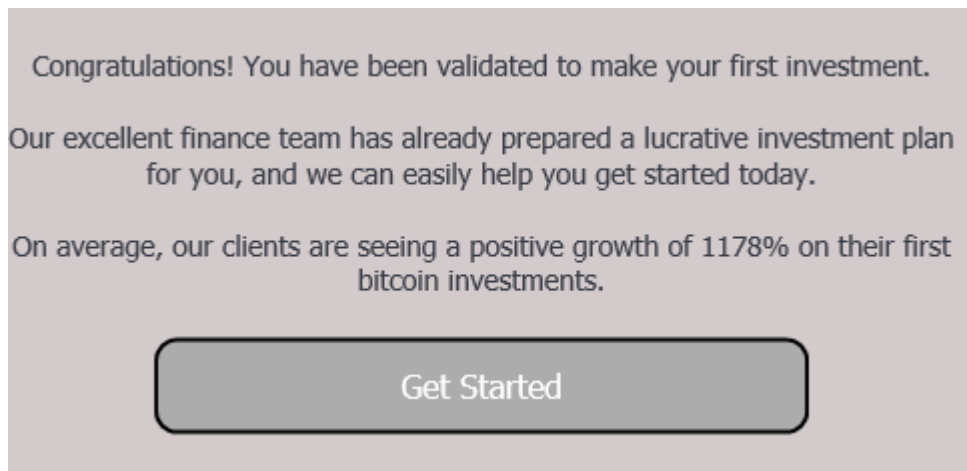 Congratulations! You have been validated to make your first investment.
Our excellent finance team has already prepared a lucrative investment plan
for you, and we can easily help you get started today.
On average, our clients are seeing a positive growth of 1178% on their first
bitcoin investments.
Get Started